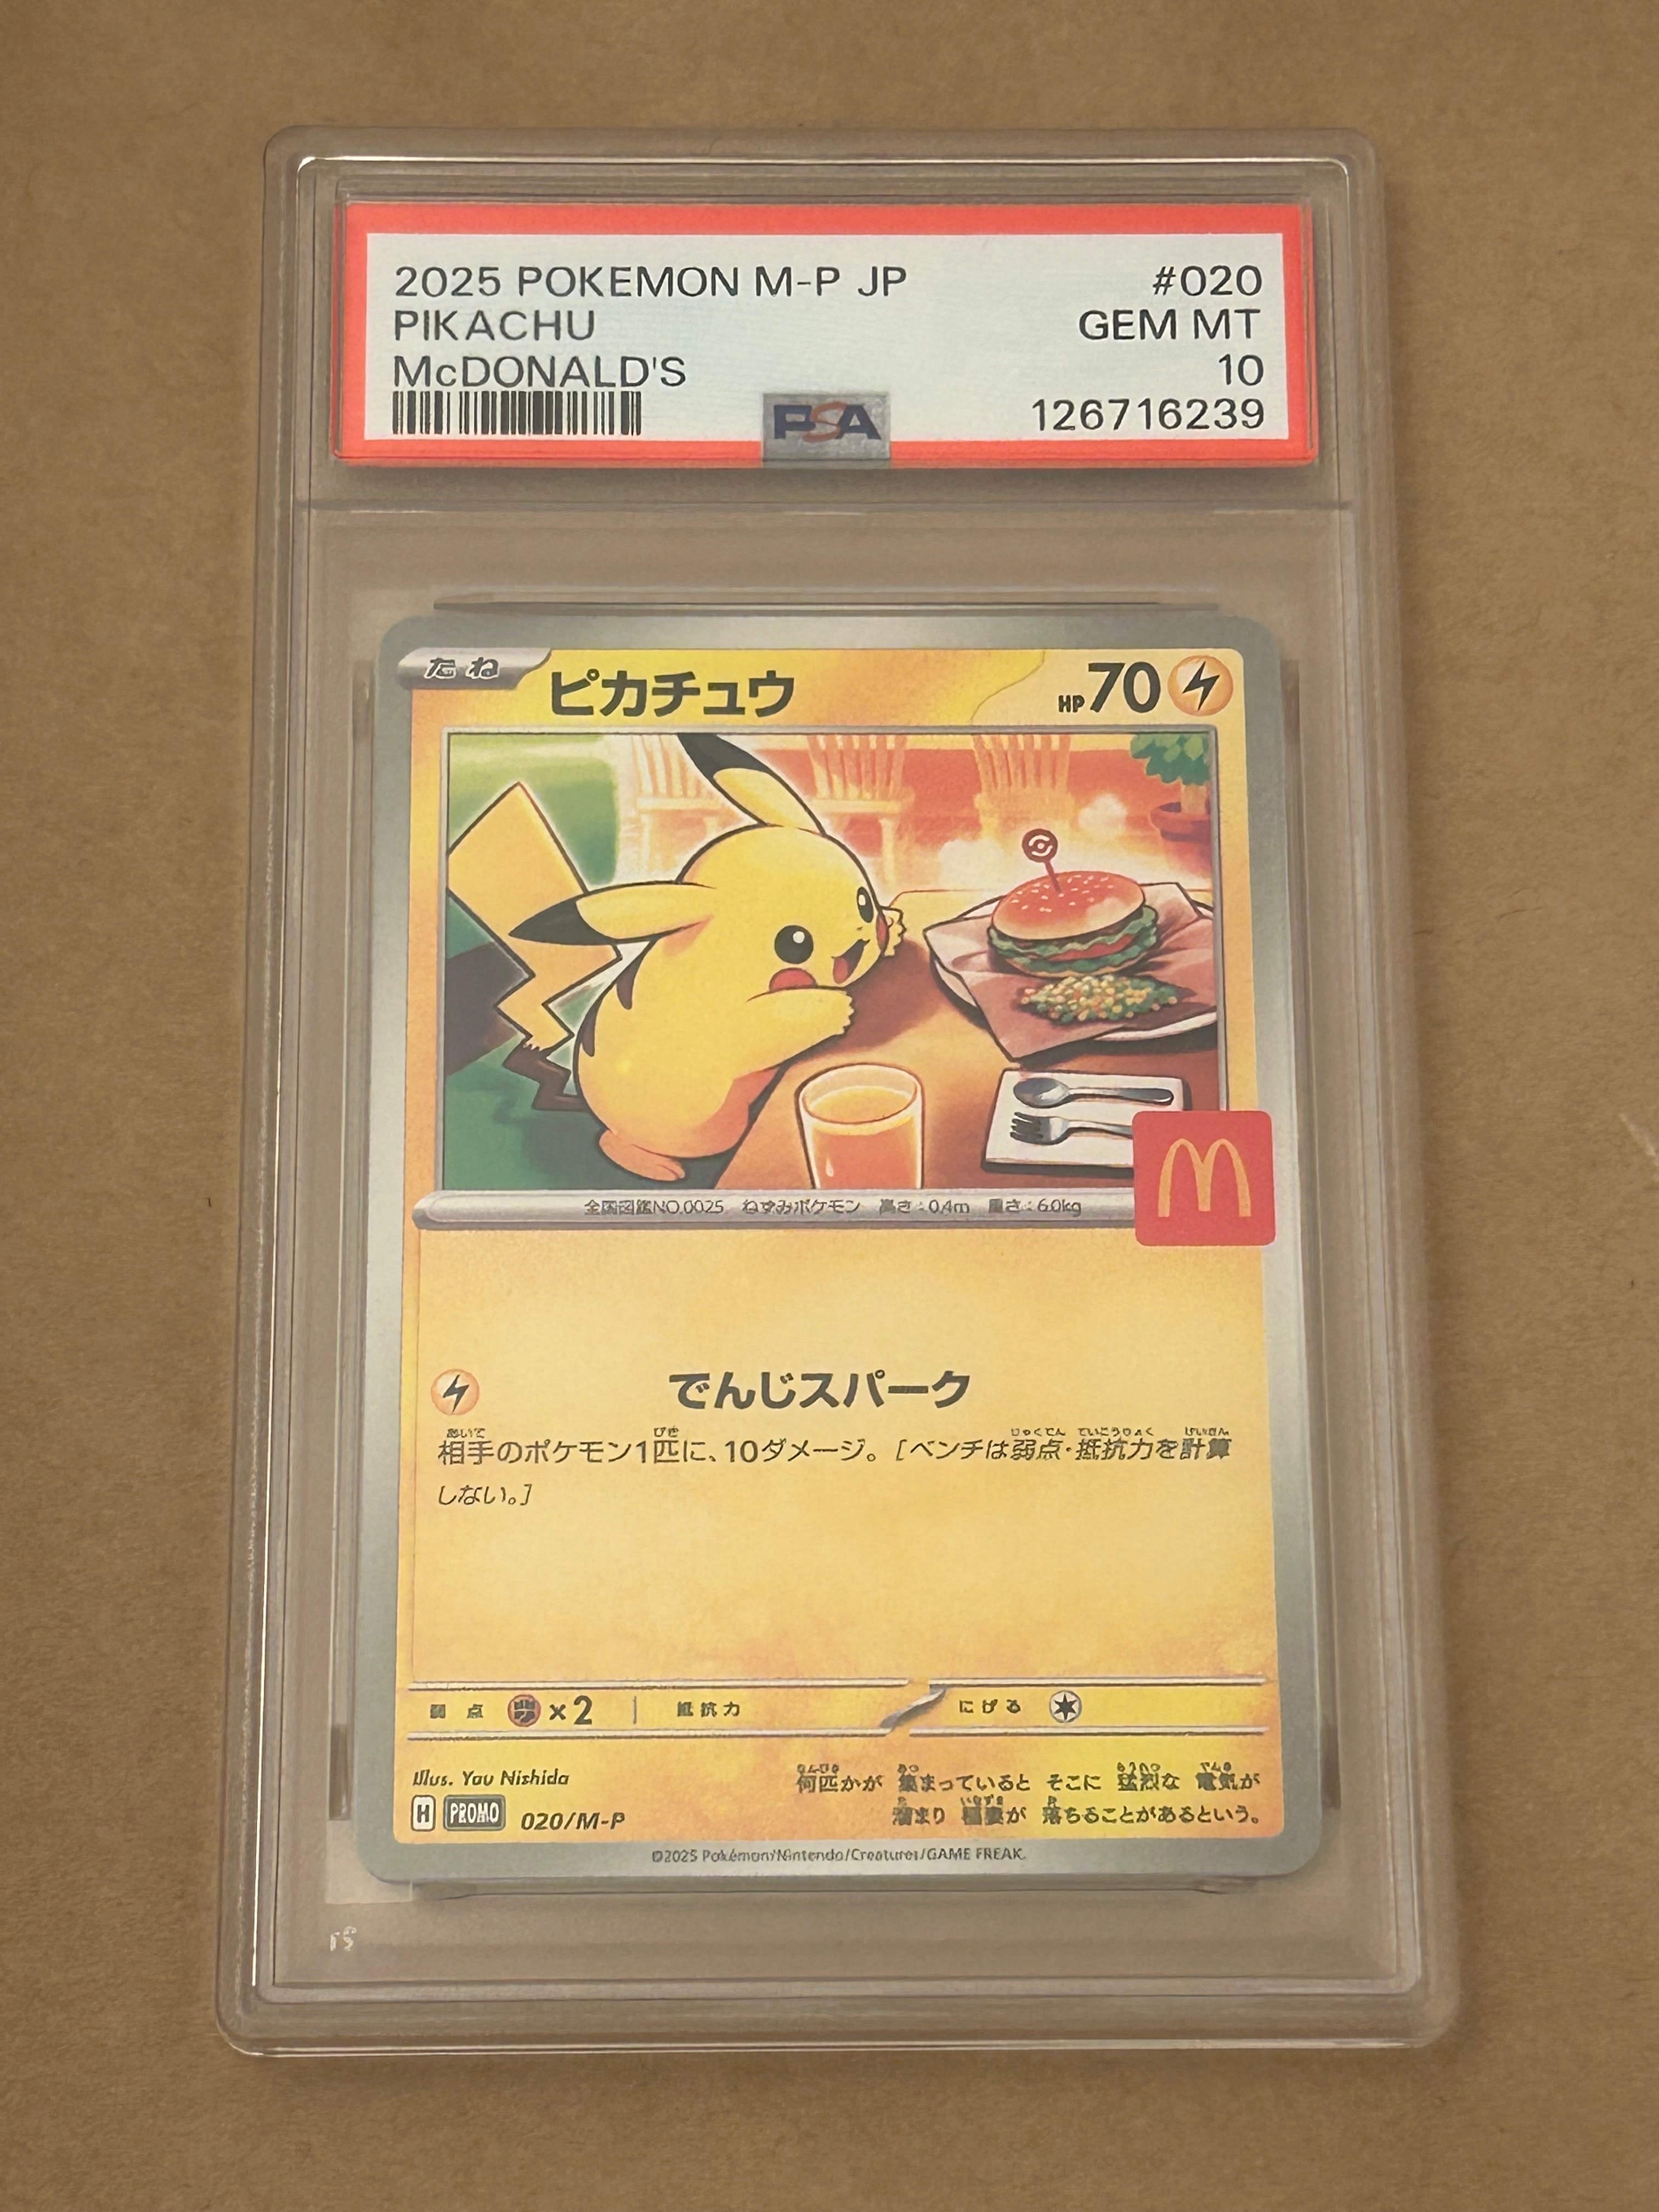 2025 POKEMON M-P JP #020
PIKACHU GEM MT
McDONALD'S 10
PSA 126716239
たね ピカチュウ HP70
全国図鑑NO.0025 ねずみポケモン 高さ:0.4m 重さ:6.0kg
でんじスパーク
相手のポケモン1匹に、10ダメージ。[ベンチは弱点・抵抗力を計算
しない。]
弱点 ×2 抵抗力 にげる
Illus. You Nishida
何匹かが 集まっていると そこに 猛烈な 電気が
H PROMO 020/M-P
溜まり 稲妻が 落ちることがあるという。
©2025 Pokémon/Nintendo/Creatures/GAME FREAK.